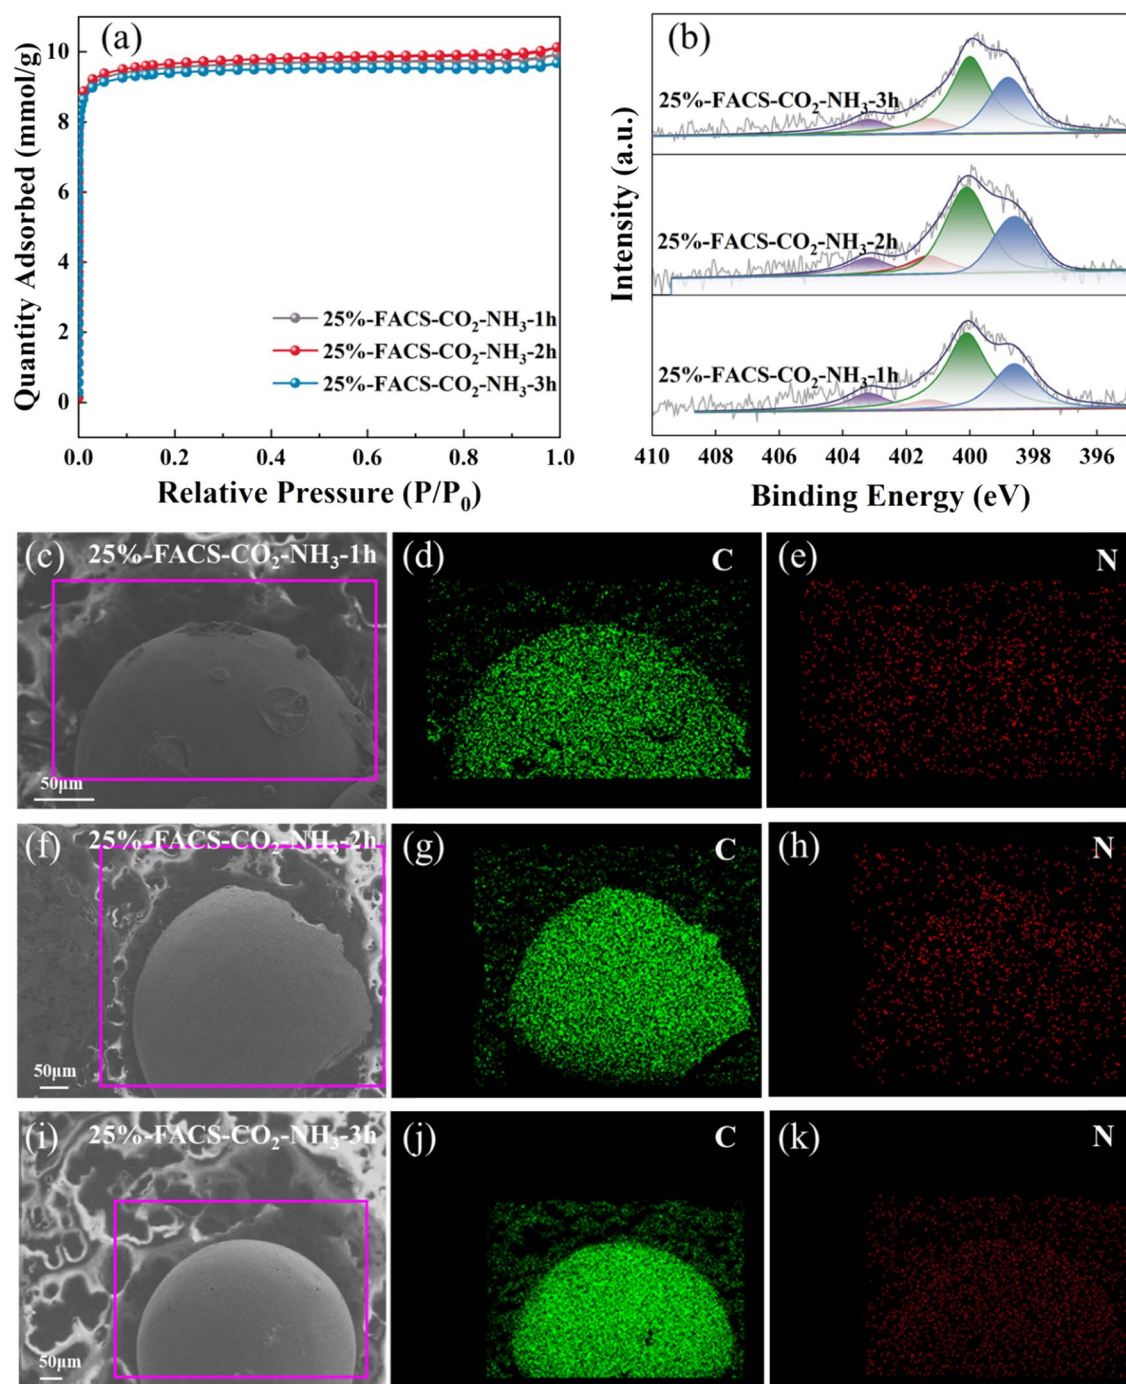 (a)
Quantity Adsorbed (mmol/g)
10
8
6
4
2
0
25%-FACS-CO₂-NH₃-1h
25%-FACS-CO₂-NH₃-2h
25%-FACS-CO₂-NH₃-3h
0.0 0.2 0.4 0.6 0.8 1.0
Relative Pressure (P/P₀)
(b)
Intensity (a.u.)
25%-FACS-CO₂-NH₃-3h
25%-FACS-CO₂-NH₃-2h
25%-FACS-CO₂-NH₃-1h
410 408 406 404 402 400 398 396
Binding Energy (eV)
(c) 25%-FACS-CO₂-NH₃-1h
50μm
(d) C
(e) N
(f) 25%-FACS-CO₂-NH₃-2h
50μm
(g) C
(h) N
(i) 25%-FACS-CO₂-NH₃-3h
50μm
(j) C
(k) N